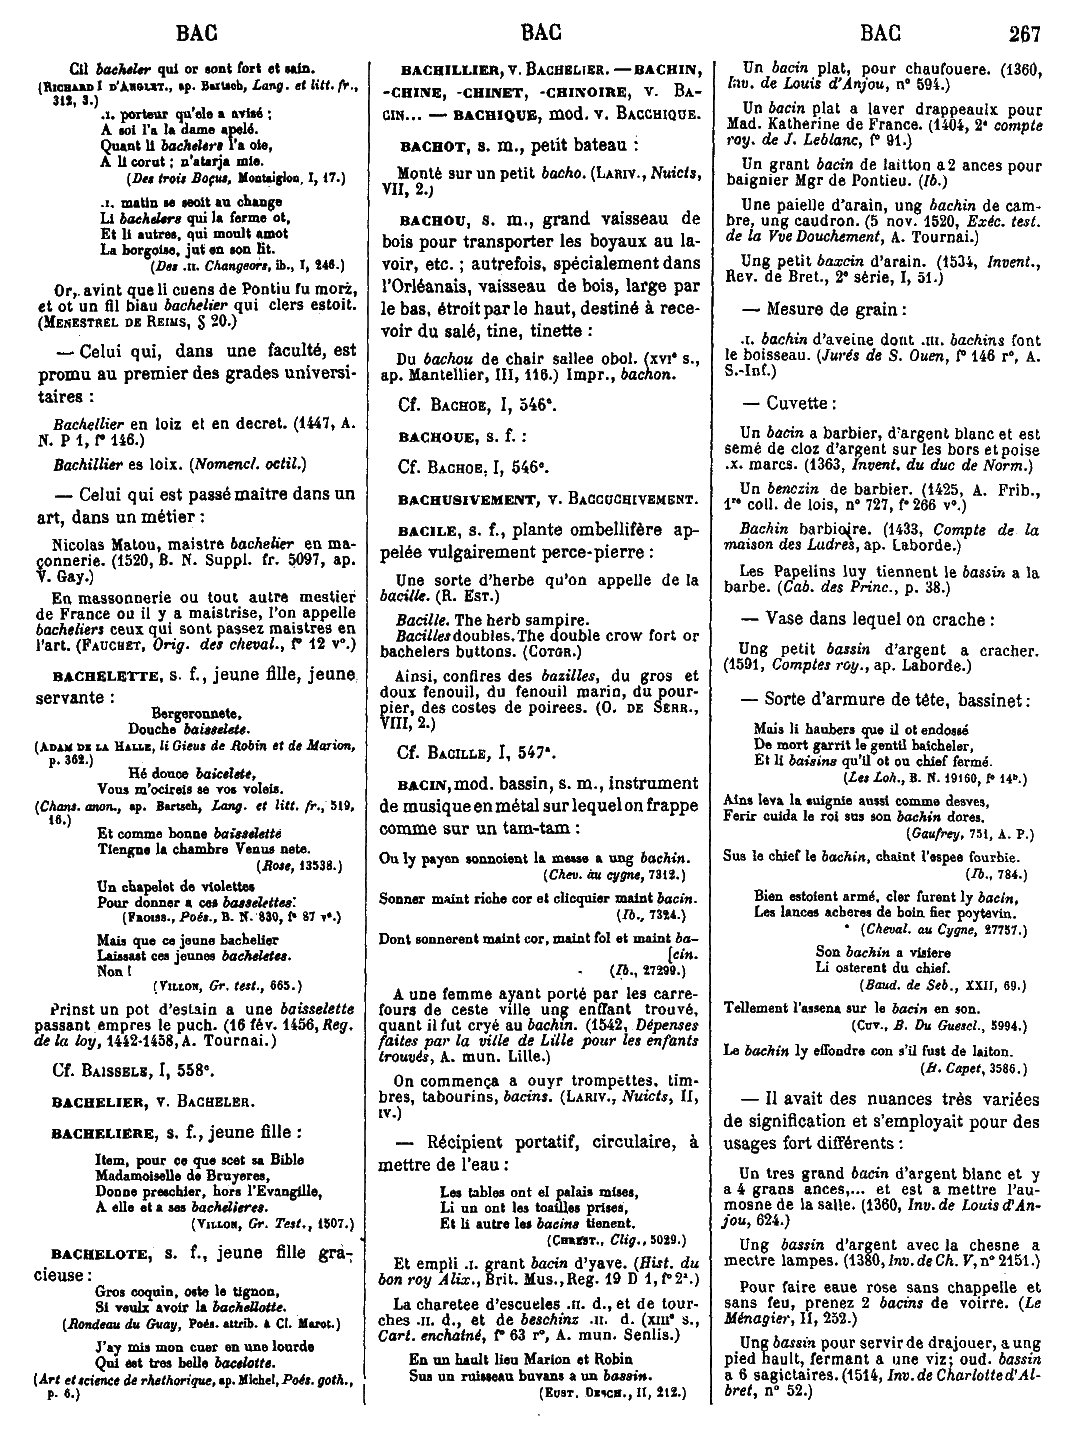 BAC
BAC
BAC
267
Cil bacheler qui or sont fort et sain.
(RICHARD I D'ANGLET., ap. Bartsch, Lang. et litt. fr.,
312, 3.)
.I. porteur qu'ele a avisé ;
A soi l'a la dame apelé.
Quant li bachelers l'a oïe,
A li corut ; n'atarja mie.
(Des trois Boçus, Montaiglon, I, 17.)
.I. matin se seoit au change
Li bachelers qui la ferme ot,
Et li autres, qui moult amot
La borgoise, jut en son lit.
(Des .II. Changeors, ib., I, 246.)
Or, avint que li cuens de Pontiu fu morz,
et ot un fil biau bachelier qui clers estoit.
(MENESTREL DE REIMS, § 20.)
— Celui qui, dans une faculté, est
promu au premier des grades universi-
taires :
Bachellier en loiz et en decret. (1447, A.
N. P 1, f° 146.)
Bachillier es loix. (Nomencl. octil.)
— Celui qui est passé maitre dans un
art, dans un métier :
Nicolas Matou, maistre bachelier en ma-
çonnerie. (1520, B. N. Suppl. fr. 5097, ap.
V. Gay.)
En massonnerie ou tout autre mestier
de France ou il y a maistrise, l'on appelle
bacheliers ceux qui sont passez maistres en
l'art. (FAUCHET, Orig. des cheval., f° 12 v°.)
BACHELETTE, s. f., jeune fille, jeune
servante :
Bergeronnete,
Douche baisselete.
(ADAM DE LA HALLE, li Gieus de Robin et de Marion,
p. 362.)
Hé douce baicelete,
Vous m'ocireis se vos voleis.
(Chans. anon., ap. Bartsch, Lang. et litt. fr., 519,
16.)
Et comme bonne baisselette
Tiengne la chambre Venus nete.
(Rose, 13538.)
Un chapelet de violettes
Pour donner a ces basselettes.
(FROISS., Poés., B. N. 830, f° 87 v°.)
Mais que ce jeune bachelier
Laissast ces jeunes bacheletes.
Non !
(VILLON, Gr. test., 665.)
Prinst un pot d'estain a une baisselette
passant empres le puch. (16 fév. 1456, Reg.
de la loy, 1442-1458, A. Tournai.)
Cf. BAISSELE, I, 558c.
BACHELIER, V. BACHELER.
BACHELIERE, s. f., jeune fille :
Item, pour ce que scet sa Bible
Madamoiselle de Bruyeres,
Donne preschier, hors l'Evangille,
A elle et a ses bachelieres.
(VILLON, Gr. Test., 1507.)
BACHELOTE, s. f., jeune fille gra-
cieuse :
Gros coquin, oste le tignon,
Si veulx avoir la bachellotte.
(Rondeau du Guay, Poés. attrib. à Cl. Marot.)
J'ay mis mon cuer en une lourde
Qui est tres belle bacelotte.
(Art et science de rhethorique, ap. Michel, Poés. goth.,
p. 6.)
BACHILLIER, V. BACHELIER. — BACHIN,
-CHINE, -CHINET, -CHINOIRE, V. BA-
CIN... — BACHIQUE, mod. V. BACCHIQUE.
BACHOT, s. m., petit bateau :
Monté sur un petit bacho. (LARIV., Nuicts,
VII, 2.)
BACHOU, s. m., grand vaisseau de
bois pour transporter les boyaux au la-
voir, etc. ; autrefois, spécialement dans
l'Orléanais, vaisseau de bois, large par
le bas, étroit par le haut, destiné à rece-
voir du salé, tine, tinette :
Du bachou de chair sallee obol. (XVIe s.,
ap. Mantellier, III, 116.) Impr., bachon.
Cf. BACHOE, I, 546c.
BACHOUE, s. f. :
Cf. BACHOE, I, 546c.
BACHUSIVEMENT, V. BACCUCHIVEMENT.
BACILE, s. f., plante ombellifère ap-
pelée vulgairement perce-pierre :
Une sorte d'herbe qu'on appelle de la
bacille. (R. EST.)
Bacille. The herb sampire.
Bacilles doubles. The double crow fort or
bachelers buttons. (COTGR.)
Ainsi, confires des bazilles, du gros et
doux fenouil, du fenouil marin, du pour-
pier, des costes de poirees. (O. DE SERR.,
VIII, 2.)
Cf. BACILLE, I, 547a.
BACIN, mod. bassin, s. m., instrument
de musique en métal sur lequel on frappe
comme sur un tam-tam :
Ou ly payen sonnoient la messe a ung bachin.
(Chev. au cygne, 7312.)
Sonner maint riche cor et clicquier maint bacin.
(Ib., 7324.)
Dont sonnerent maint cor, maint fol et maint ba-
[cin.
(Ib., 27299.)
A une femme ayant porté par les carre-
fours de ceste ville ung enffant trouvé,
quant il fut cryé au bachin. (1542, Dépenses
faites par la ville de Lille pour les enfants
trouvés, A. mun. Lille.)
On commença a ouyr trompettes, tim-
bres, tabourins, bacins. (LARIV., Nuicts, II,
IV.)
— Récipient portatif, circulaire, à
mettre de l'eau :
Les tables ont el palais mises,
Li un ont les toailles prises,
Et li autre les bacins tienent.
(CHREST., Clig., 5029.)
Et empli .I. grant bacin d'yave. (Hist. du
bon roy Alix., Brit. Mus., Reg. 19 D 1, f° 2a.)
La charetee d'escueles .II. d., et de tour-
ches .II. d., et de beschinz .II. d. (XIIIe s.,
Cart. enchaîné, f° 63 r°, A. mun. Senlis.)
En un hault lieu Marion et Robin
Sus un ruisseau buvans a un bassin.
(EUST. DESCH., II, 212.)
Un bacin plat, pour chaufouere. (1360,
Inv. de Louis d'Anjou, n° 594.)
Un bacin plat a laver drappeaulx pour
Mad. Katherine de France. (1404, 2e compte
roy. de J. Leblanc, f° 91.)
Un grant bacin de laitton a 2 ances pour
baignier Mgr de Pontieu. (Ib.)
Une paielle d'arain, ung bachin de cam-
bre, ung caudron. (5 nov. 1520, Exéc. test.
de la Vve Douchement, A. Tournai.)
Ung petit baxcin d'arain. (1534, Invent.,
Rev. de Bret., 2e série, I, 51.)
— Mesure de grain :
.I. bachin d'aveine dont .III. bachins font
le boisseau. (Jurés de S. Ouen, f° 146 r°, A.
S.-Inf.)
— Cuvette :
Un bacin a barbier, d'argent blanc et est
semé de cloz d'argent sur les bors et poise
.X. marcs. (1363, Invent. du duc de Norm.)
Un benczin de barbier. (1425, A. Frib.,
1re coll. de lois, n° 727, f° 266 v°.)
Bachin barbioire. (1433, Compte de la
maison des Ludres, ap. Laborde.)
Les Papelins luy tiennent le bassin a la
barbe. (Cab. des Princ., p. 38.)
— Vase dans lequel on crache :
Ung petit bassin d'argent a cracher.
(1591, Comptes roy., ap. Laborde.)
— Sorte d'armure de tête, bassinet :
Mais li haubers que il ot endossé
De mort garrit le gentil baicheler,
Et li baisins qu'il ot ou chief fermé.
(Les Loh., B. N. 19160, f° 14b.)
Ains leva la suignie aussi comme desves,
Ferir cuida le roi sus son bachin dores.
(Gaufrey, 751, A. P.)
Sus le chief le bachin, chaint l'espee fourbie.
(Ib., 784.)
Bien estoient armé, cler furent ly bacin,
Les lances acheres de boin fier poytevin.
(Cheval. au Cygne, 27757.)
Son bachin a visiere
Li osterent du chief.
(Baud. de Seb., XXII, 69.)
Tellement l'assena sur le bacin en son.
(CUV., B. Du Guescl., 5994.)
Le bachin ly effondre con s'il fust de laiton.
(H. Capet, 3586.)
— Il avait des nuances très variées
de signification et s'employait pour des
usages fort différents :
Un tres grand bacin d'argent blanc et y
a 4 grans ances,... et est a mettre l'au-
mosne de la salle. (1360, Inv. de Louis d'An-
jou, 624.)
Ung bassin d'argent avec la chesne a
mectre lampes. (1380, Inv. de Ch. V, n° 2151.)
Pour faire eaue rose sans chappelle et
sans feu, prenez 2 bacins de voirre. (Le
Ménagier, II, 252.)
Ung bassin pour servir de drajouer, a ung
pied hault, fermant a une viz; oud. bassin
a 6 sagictaires. (1514, Inv. de Charlotte d'Al-
bret, n° 52.)